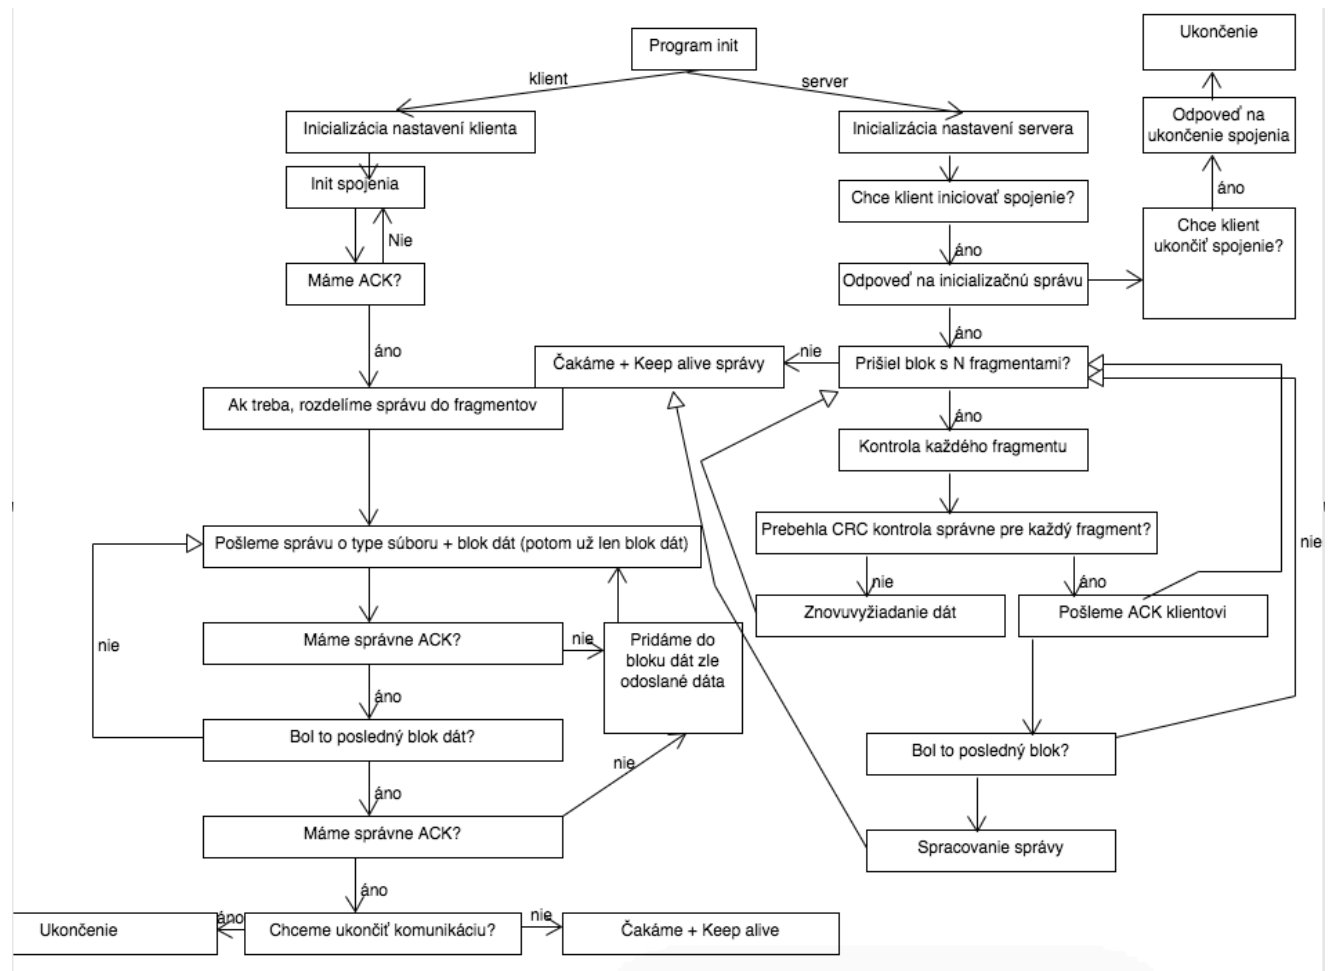 Program init
klient
server
Inicializácia nastavení klienta
Init spojenia
Nie
Máme ACK?
áno
Ak treba, rozdelíme správu do fragmentov
Pošleme správu o type súboru + blok dát (potom už len blok dát)
Máme správne ACK?
nie
Pridáme do
bloku dát zle
odoslané dáta
áno
Bol to posledný blok dát?
nie
áno
Máme správne ACK?
nie
áno
Chceme ukončiť komunikáciu?
áno
Ukončenie
nie
Čakáme + Keep alive
Inicializácia nastavení servera
Chce klient iniciovať spojenie?
áno
Odpoveď na inicializačnú správu
Chce klient
ukončiť spojenie?
áno
Odpoveď na
ukončenie spojenia
Ukončenie
áno
Prišiel blok s N fragmentami?
nie
Čakáme + Keep alive správy
áno
Kontrola každého fragmentu
Prebehla CRC kontrola správne pre každý fragment?
nie
Znovuvyžiadanie dát
áno
Pošleme ACK klientovi
Bol to posledný blok?
nie
Spracovanie správy